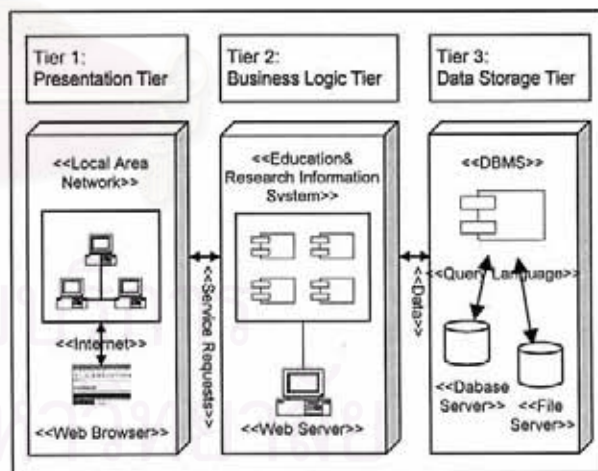 Tier 1:
Presentation Tier
Tier 2:
Business Logic Tier
Tier 3:
Data Storage Tier
<<Local Area
Network>>
<<Internet>>
<<Web Browser>>
<<Service Requests>>
<<Education&
Research Information
System>>
<<Web Server>>
<<Data>>
<<DBMS>>
<<Query Language>>
<<Dabase
Server>>
<<File
Server>>